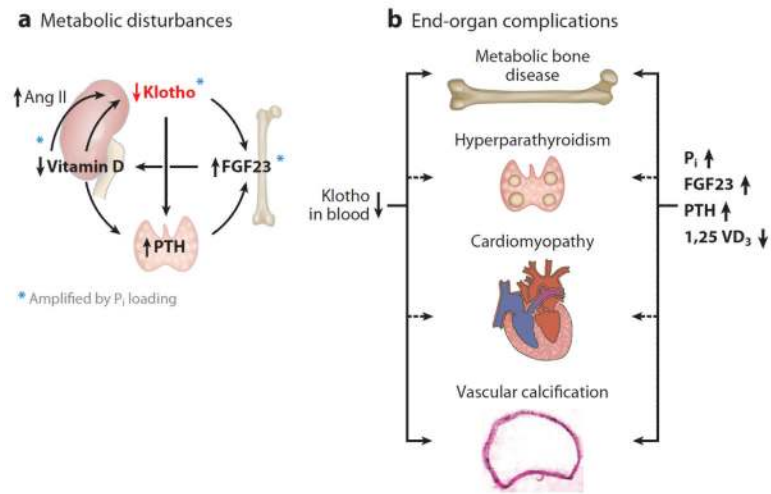 a Metabolic disturbances
↑Ang II
↓Klotho*
*
↓Vitamin D
↑FGF23*
↑PTH
* Amplified by Pi loading
b End-organ complications
Metabolic bone
disease
Hyperparathyroidism
Klotho
in blood ↓
Cardiomyopathy
Vascular calcification
Pi ↑
FGF23 ↑
PTH ↑
1,25 VD3 ↓